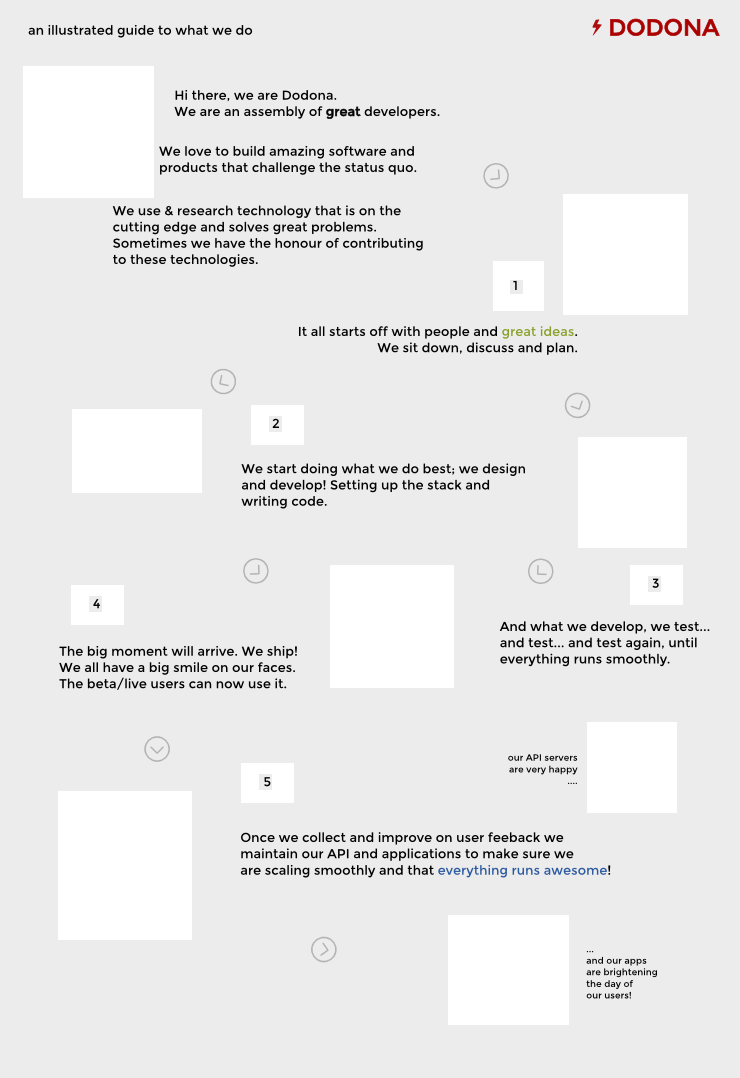 an illustrated guide to what we do
DODONA
Hi there, we are Dodona.
We are an assembly of great developers.
We love to build amazing software and
products that challenge the status quo.
We use & research technology that is on the
cutting edge and solves great problems.
Sometimes we have the honour of contributing
to these technologies.
1
It all starts off with people and great ideas.
We sit down, discuss and plan.
2
We start doing what we do best; we design
and develop! Setting up the stack and
writing code.
3
And what we develop, we test...
and test... and test again, until
everything runs smoothly.
4
The big moment will arrive. We ship!
We all have a big smile on our faces.
The beta/live users can now use it.
our API servers
are very happy
....
5
Once we collect and improve on user feeback we
maintain our API and applications to make sure we
are scaling smoothly and that everything runs awesome!
...
and our apps
are brightening
the day of
our users!